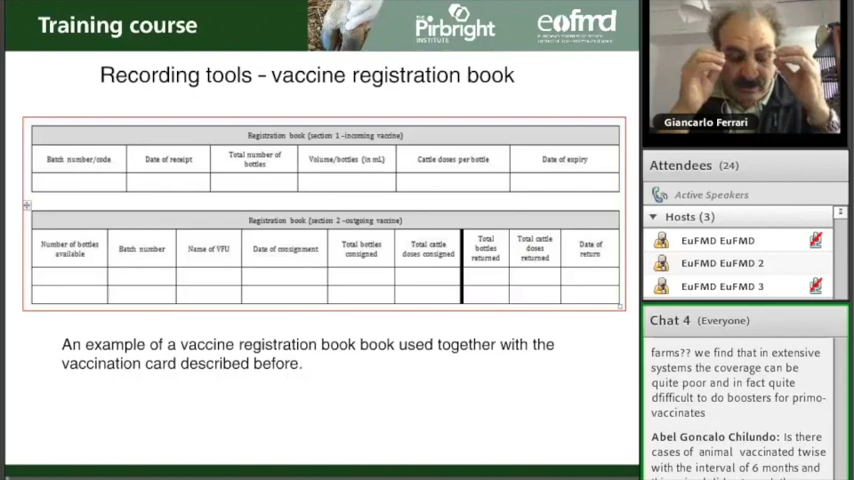 Training course
THE
Pirbright
INSTITUTE
eofmd
Recording tools - vaccine registration book
Registration book (section 1 -incoming vaccine)
Batch number/code
Date of receipt
Total number of
bottles
Volume/bottles (in mL)
Cattle doses per bottle
Date of expiry
Registration book (section 2 -outgoing vaccine)
Number of bottles
available
Batch number
Name of VFU
Date of consignment
Total bottles
consigned
Total cattle
doses consigned
Total
bottles
returned
Total cattle
doses
returned
Date of
return
An example of a vaccine registration book book used together with the
vaccination card described before.
Giancarlo Ferrari
Attendees (24)
Active Speakers
Hosts (3)
EuFMD EuFMD
EuFMD EuFMD 2
EuFMD EuFMD 3
Chat 4 (Everyone)
farms?? we find that in extensive
systems the coverage can be
quite poor and in fact quite
dfifficult to do boosters for primo-
vaccinates
Abel Goncalo Chilundo: Is there
cases of animal vaccinated twise
with the interval of 6 months and